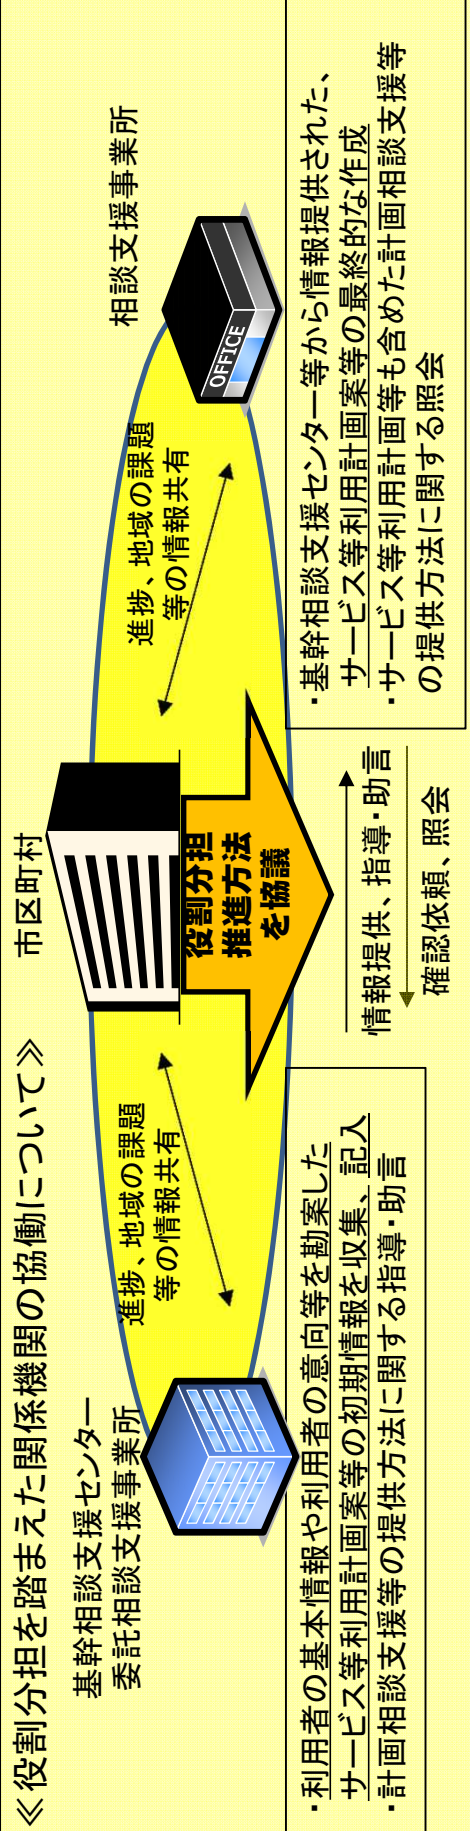 ≪役割分担を踏まえた関係機関の協働について≫
市区町村
基幹相談支援センター
委託相談支援事業所
相談支援事業所
進捗、地域の課題
等の情報共有
進捗、地域の課題
等の情報共有
OFFICE
役割分担
推進方法
を協議
・利用者の基本情報や利用者の意向等を勘案した
サービス等利用計画案等の初期情報を収集、記入
・計画相談支援等の提供方法に関する指導・助言
情報提供、指導・助言
確認依頼、照会
・基幹相談支援センター等から情報提供された、
サービス等利用計画案等の最終的な作成
・サービス等利用計画等も含めた計画相談支援等
の提供方法に関する照会